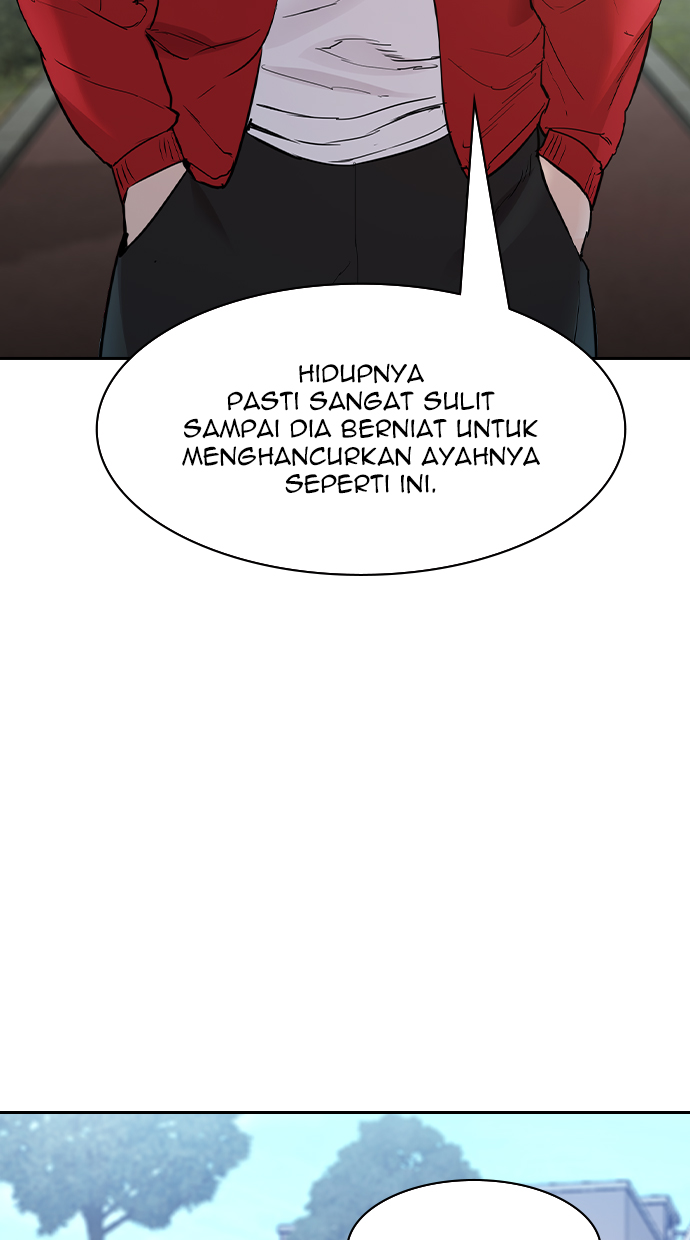 HIDUPNYA
PASTI SANGAT SULIT
SAMPAI DIA BERNIAT UNTUK
MENGHANCURKAN AYAHNYA
SEPERTI INI.